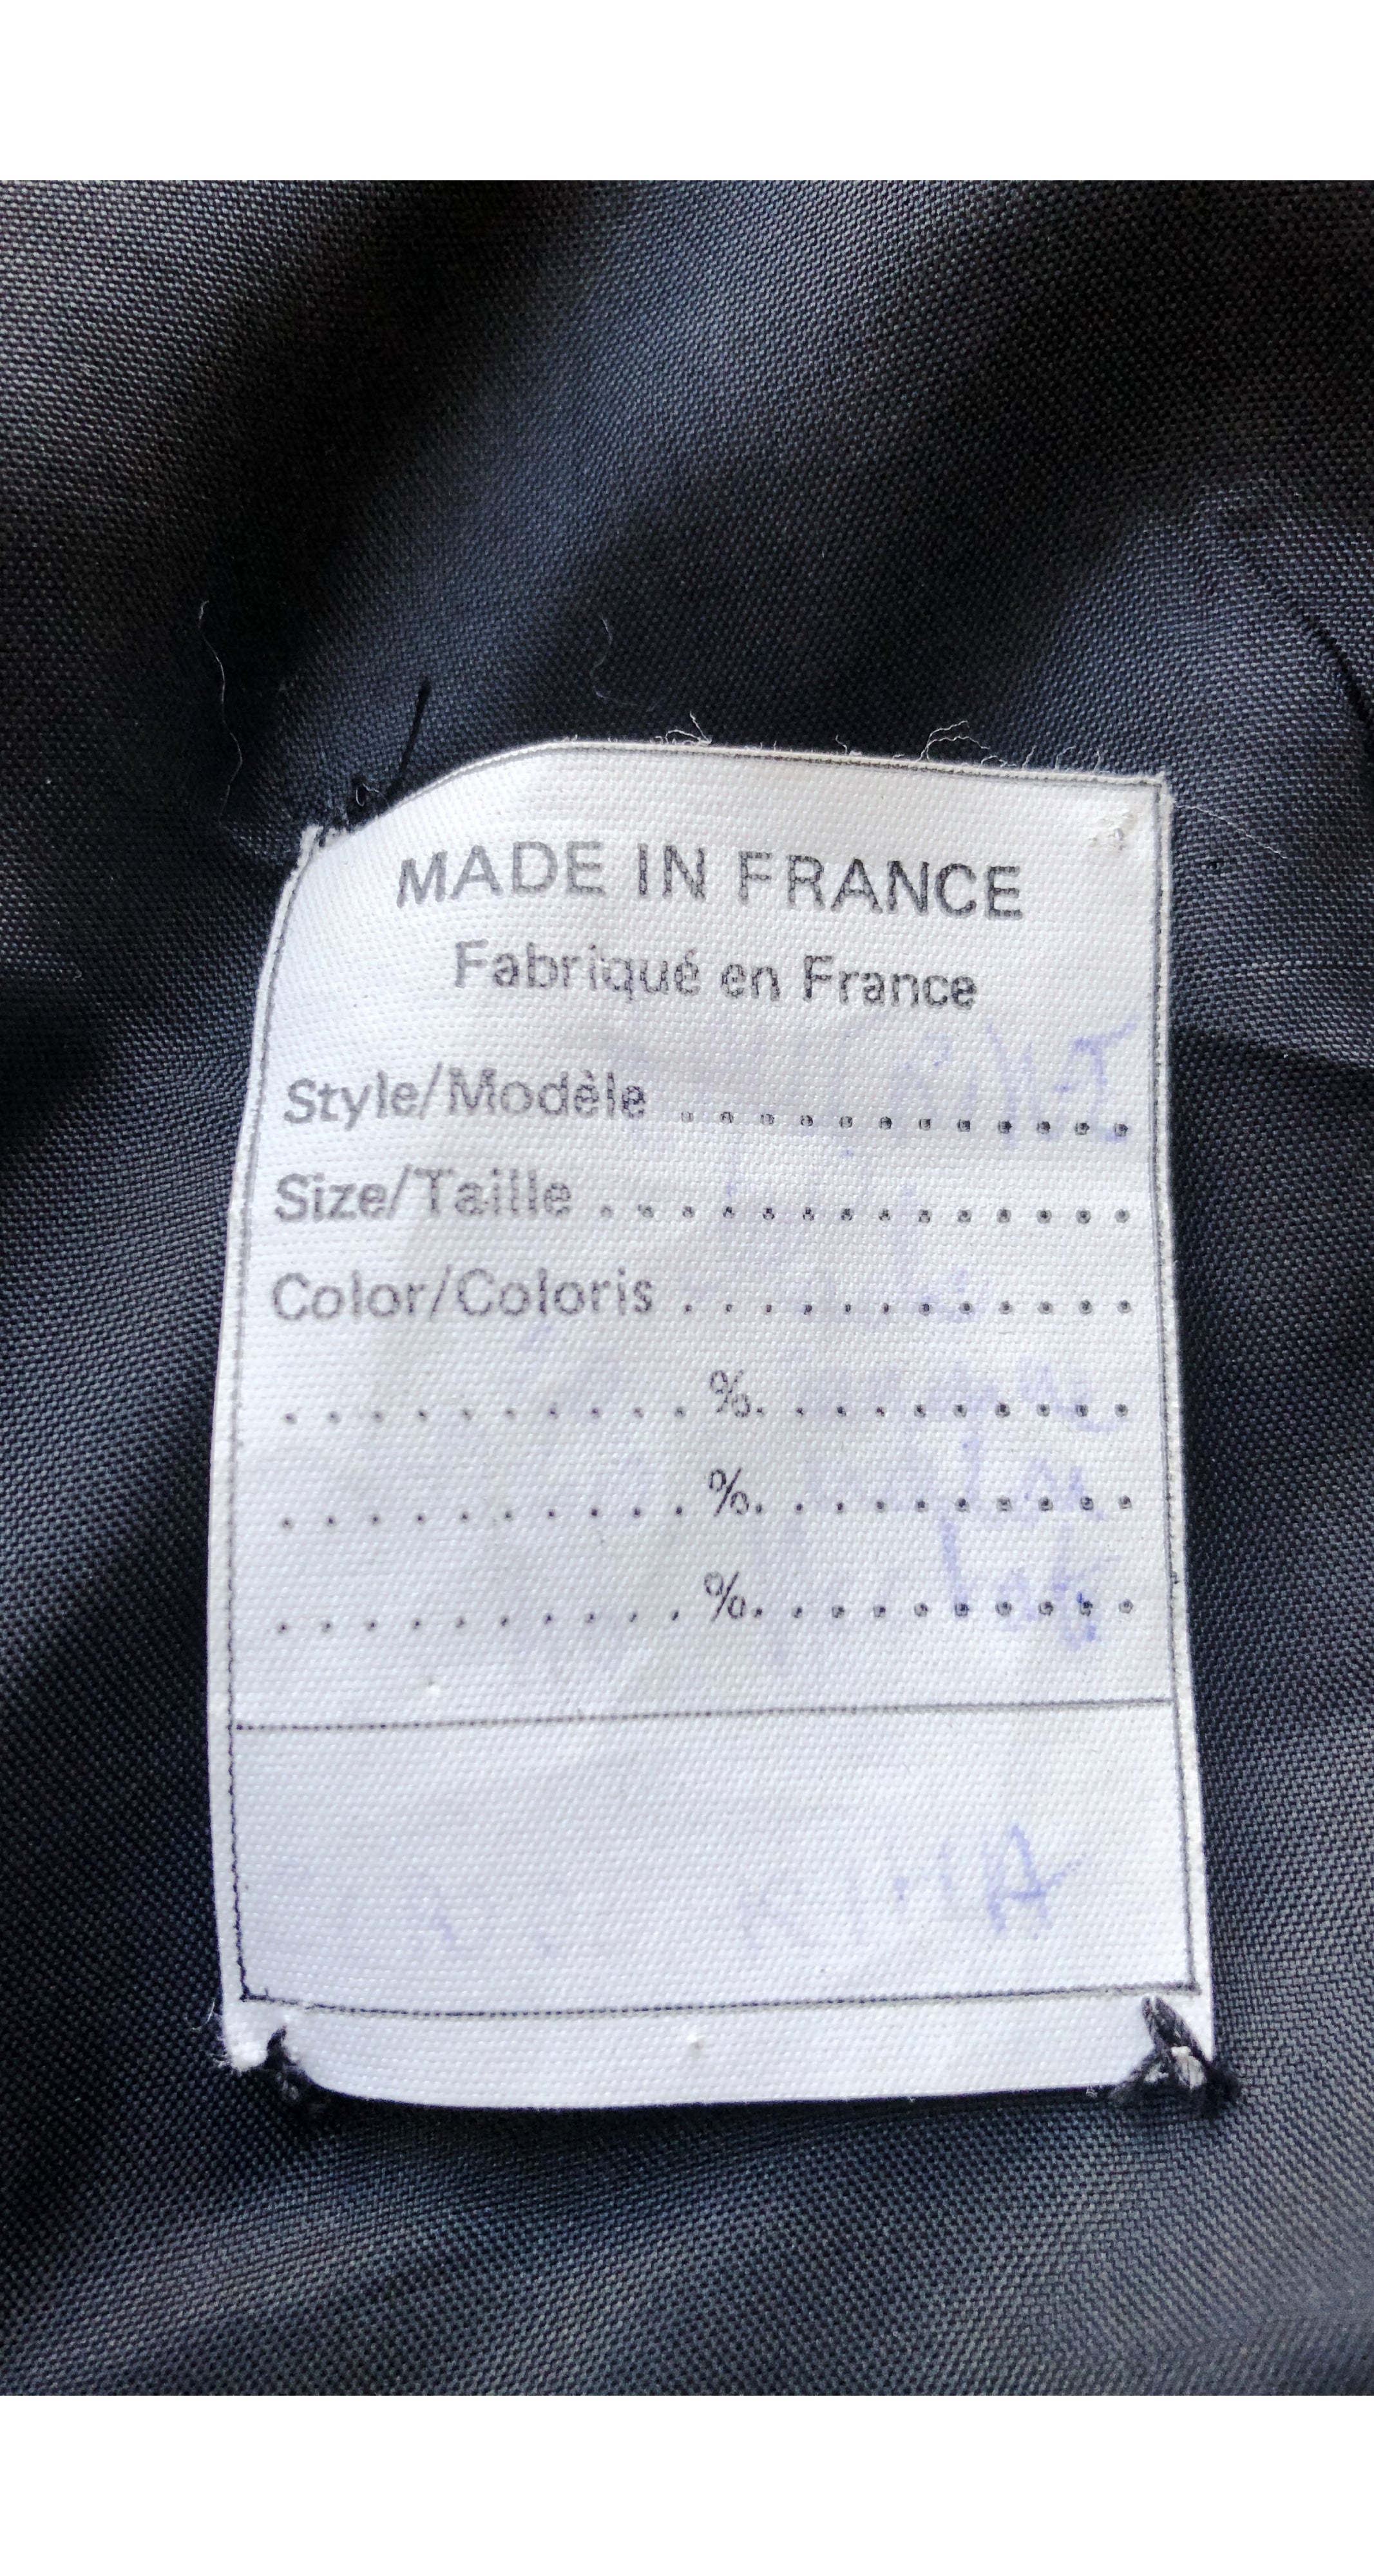 MADE IN FRANCE
Fabriqué en France
Style/Modèle ............
Size/Taille ..............
Color/Coloris ............
..........%..........
..........%..........
..........%..........